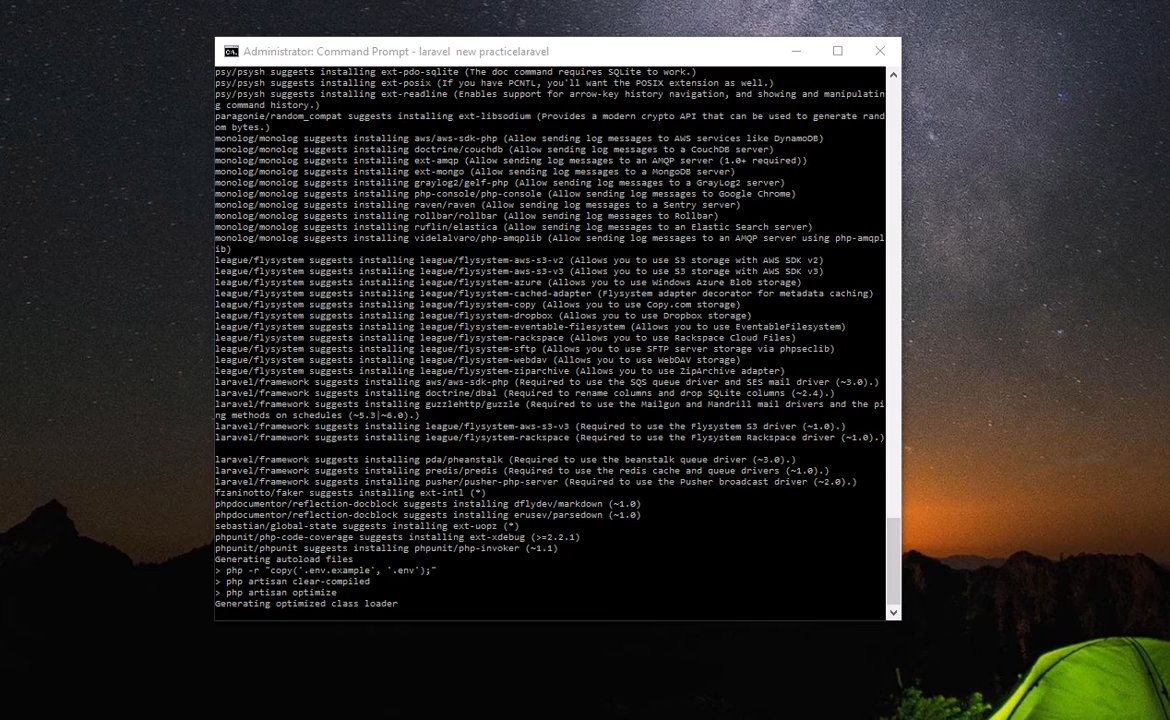 Administrator: Command Prompt - laravel  new practicelaravel
psy/psysh suggests installing ext-pdo-sqlite (The doc command requires SQLite to work.)
psy/psysh suggests installing ext-posix (If you have PCNTL, you'll want the POSIX extension as well.)
psy/psysh suggests installing ext-readline (Enables support for arrow-key history navigation, and showing and manipulatin
g command history.)
paragonie/random_compat suggests installing ext-libsodium (Provides a modern crypto API that can be used to generate rand
om bytes.)
monolog/monolog suggests installing aws/aws-sdk-php (Allow sending log messages to AWS services like DynamoDB)
monolog/monolog suggests installing doctrine/couchdb (Allow sending log messages to a CouchDB server)
monolog/monolog suggests installing ext-amqp (Allow sending log messages to an AMQP server (1.0+ required))
monolog/monolog suggests installing ext-mongo (Allow sending log messages to a MongoDB server)
monolog/monolog suggests installing graylog2/gelf-php (Allow sending log messages to a GrayLog2 server)
monolog/monolog suggests installing php-console/php-console (Allow sending log messages to Google Chrome)
monolog/monolog suggests installing raven/raven (Allow sending log messages to a Sentry server)
monolog/monolog suggests installing rollbar/rollbar (Allow sending log messages to Rollbar)
monolog/monolog suggests installing ruflin/elastica (Allow sending log messages to an Elastic Search server)
monolog/monolog suggests installing videlalvaro/php-amqplib (Allow sending log messages to an AMQP server using php-amqpl
ib)
league/flysystem suggests installing league/flysystem-aws-s3-v2 (Allows you to use S3 storage with AWS SDK v2)
league/flysystem suggests installing league/flysystem-aws-s3-v3 (Allows you to use S3 storage with AWS SDK v3)
league/flysystem suggests installing league/flysystem-azure (Allows you to use Windows Azure Blob storage)
league/flysystem suggests installing league/flysystem-cached-adapter (Flysystem adapter decorator for metadata caching)
league/flysystem suggests installing league/flysystem-copy (Allows you to use Copy.com storage)
league/flysystem suggests installing league/flysystem-dropbox (Allows you to use Dropbox storage)
league/flysystem suggests installing league/flysystem-eventable-filesystem (Allows you to use EventableFilesystem)
league/flysystem suggests installing league/flysystem-rackspace (Allows you to use Rackspace Cloud Files)
league/flysystem suggests installing league/flysystem-sftp (Allows you to use SFTP server storage via phpseclib)
league/flysystem suggests installing league/flysystem-webdav (Allows you to use WebDAV storage)
league/flysystem suggests installing league/flysystem-ziparchive (Allows you to use ZipArchive adapter)
laravel/framework suggests installing aws/aws-sdk-php (Required to use the SQS queue driver and SES mail driver (~3.0).)
laravel/framework suggests installing doctrine/dbal (Required to rename columns and drop SQLite columns (~2.4).)
laravel/framework suggests installing guzzlehttp/guzzle (Required to use the Mailgun and Mandrill mail drivers and the pi
ng methods on schedules (~5.3|~6.0).)
laravel/framework suggests installing league/flysystem-aws-s3-v3 (Required to use the Flysystem S3 driver (~1.0).)
laravel/framework suggests installing league/flysystem-rackspace (Required to use the Flysystem Rackspace driver (~1.0).)
laravel/framework suggests installing pda/pheanstalk (Required to use the beanstalk queue driver (~3.0).)
laravel/framework suggests installing predis/predis (Required to use the redis cache and queue drivers (~1.0).)
laravel/framework suggests installing pusher/pusher-php-server (Required to use the Pusher broadcast driver (~2.0).)
fzaninotto/faker suggests installing ext-intl (*)
phpdocumentor/reflection-docblock suggests installing dflydev/markdown (~1.0)
phpdocumentor/reflection-docblock suggests installing erusev/parsedown (~1.0)
sebastian/global-state suggests installing ext-uopz (*)
phpunit/php-code-coverage suggests installing ext-xdebug (>=2.2.1)
phpunit/phpunit suggests installing phpunit/php-invoker (~1.1)
Generating autoload files
> php -r "copy('.env.example', '.env');"
> php artisan clear-compiled
> php artisan optimize
Generating optimized class loader